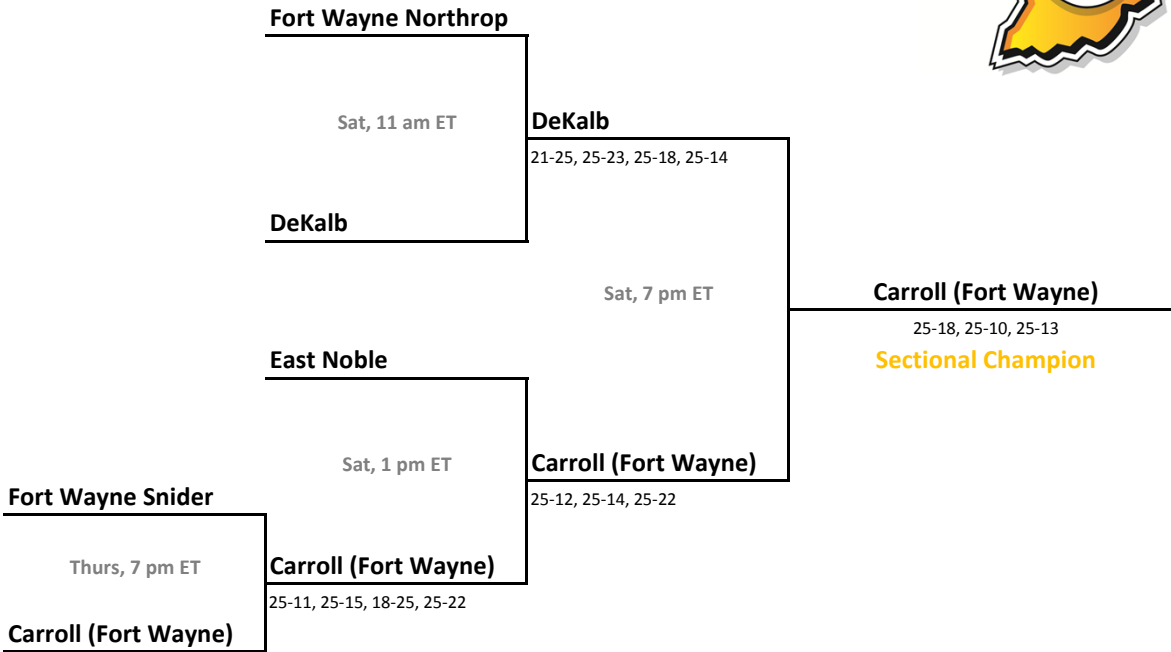 Fort Wayne Northrop
Sat, 11 am ET
DeKalb
21-25, 25-23, 25-18, 25-14
DeKalb
Sat, 7 pm ET
Carroll (Fort Wayne)
25-18, 25-10, 25-13
Sectional Champion
East Noble
Sat, 1 pm ET
Carroll (Fort Wayne)
25-12, 25-14, 25-22
Fort Wayne Snider
Thurs, 7 pm ET
Carroll (Fort Wayne)
25-11, 25-15, 18-25, 25-22
Carroll (Fort Wayne)